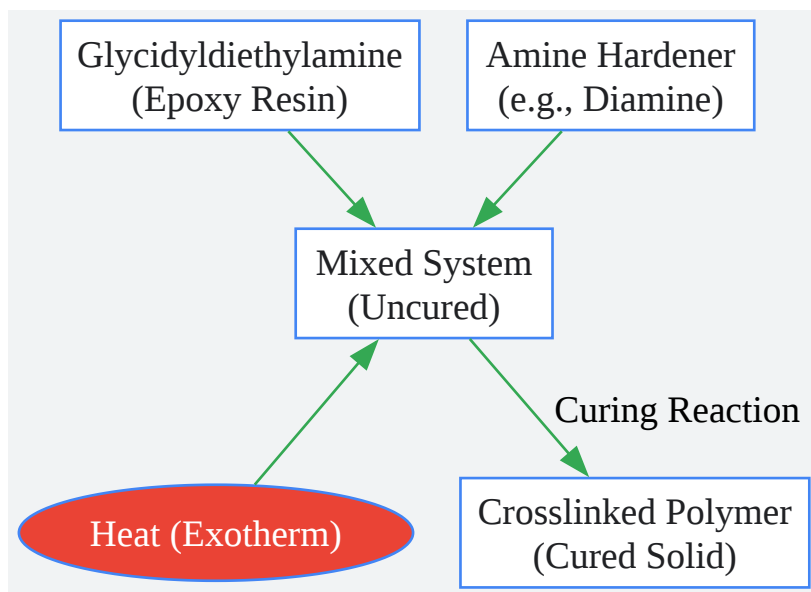 Glycidyldiethylamine
(Epoxy Resin)
Amine Hardener
(e.g., Diamine)
Mixed System
(Uncured)
Curing Reaction
Heat (Exotherm)
Crosslinked Polymer
(Cured Solid)